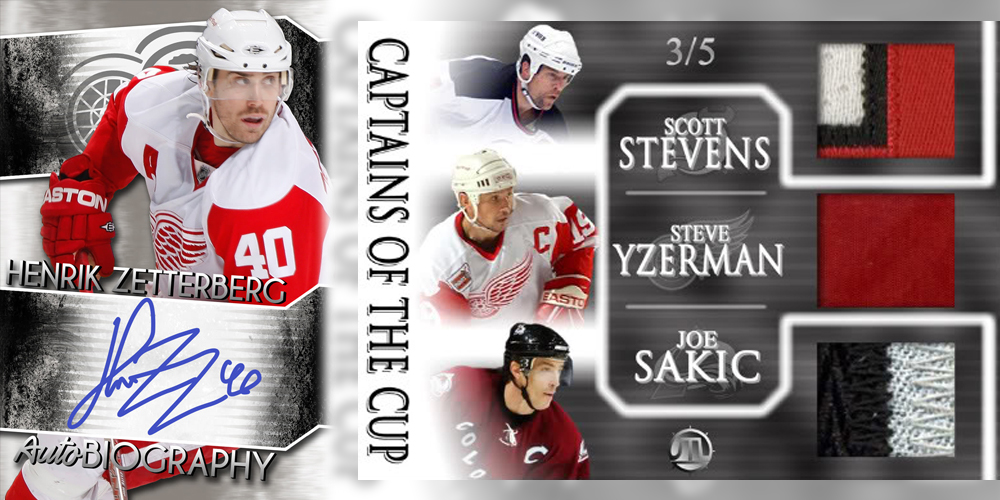 EASTON
40
HENRIK ZETTERBERG
40
AutoBIOGRAPHY
CAPTAINS OF THE CUP
3/5
SCOTT
STEVENS
STEVE
YZERMAN
JOE
SAKIC
C
19
EASTON
COLO
C